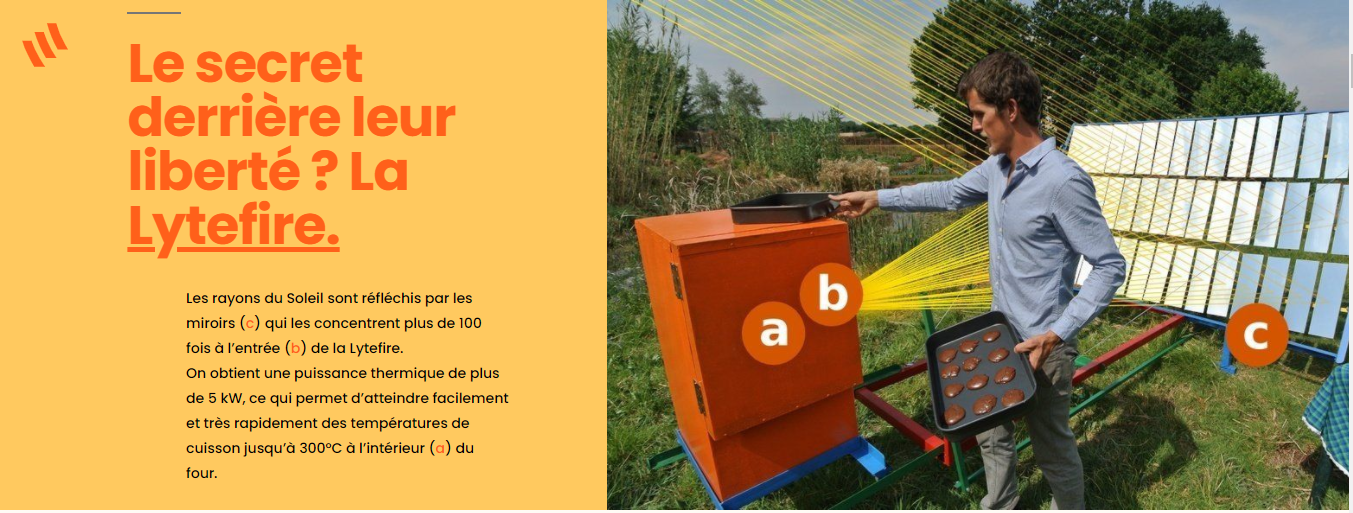 Le secret
derrière leur
liberté ? La
Lytefire.
Les rayons du Soleil sont réfléchis par les
miroirs (c) qui les concentrent plus de 100
fois à l’entrée (b) de la Lytefire.
On obtient une puissance thermique de plus
de 5 kW, ce qui permet d’atteindre facilement
et très rapidement des températures de
cuisson jusqu’à 300°C à l’intérieur (a) du
four.
a
b
c